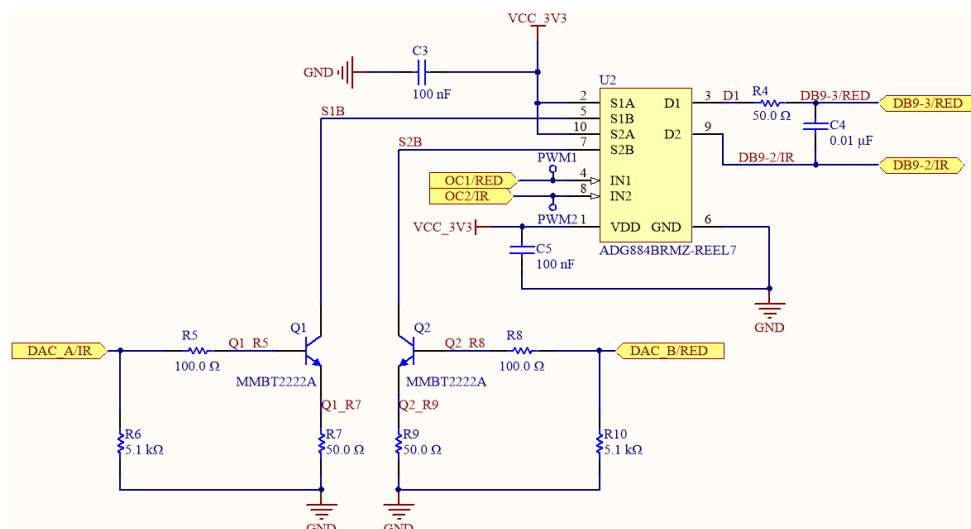 VCC_3V3
C3
GND
100 nF
U2
S1B
2 S1A D1 3 D1 R4 DB9-3/RED DB9-3/RED
5 S1B 50.0 Ω
10 S2A D2 9 C4
0.01 µF
S2B 7 S2B
PWM1 DB9-2/IR DB9-2/IR
OC1/RED 4 IN1
OC2/IR 8 IN2
PWM2
VCC_3V3 1 VDD GND 6
C5 ADG884BRMZ-REEL7
100 nF
GND
Q1 Q2
DAC_A/IR R5 Q1_R5 Q2_R8 R8 DAC_B/RED
100.0 Ω 100.0 Ω
MMBT2222A MMBT2222A
Q1_R7 Q2_R9
R6 R7 R9 R10
5.1 kΩ 50.0 Ω 50.0 Ω 5.1 kΩ
GND GND